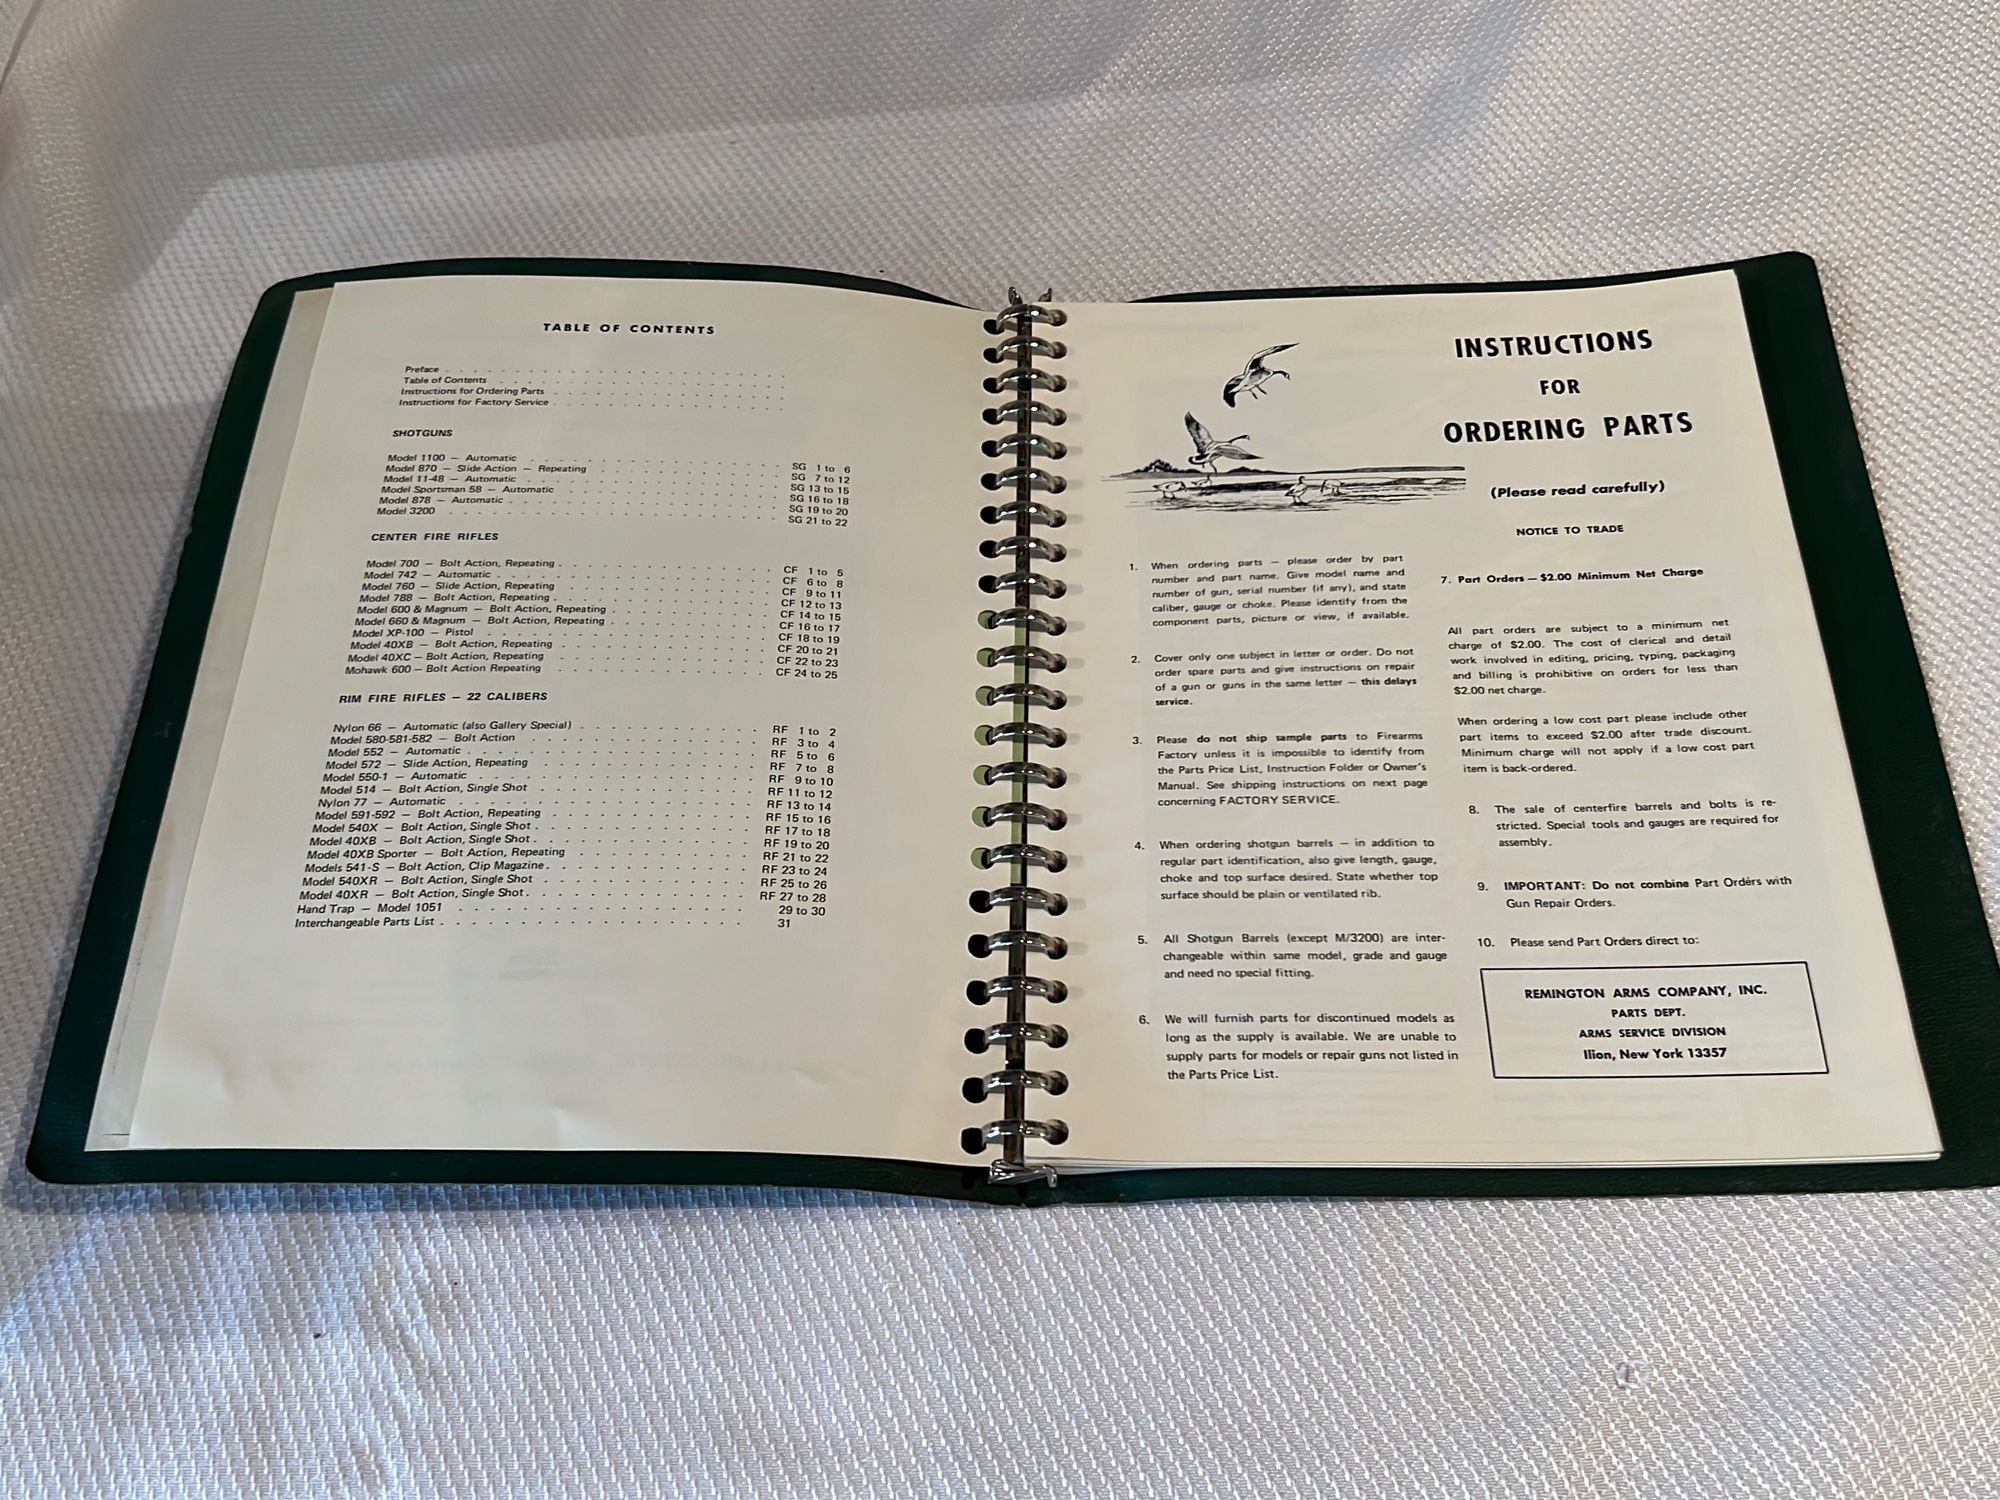 TABLE OF CONTENTS
Preface . . . . . . . . . . . . . . . . . . . .
Table of Contents . . . . . . . . . . . . . . . . .
Instructions for Ordering Parts . . . . . . . . . . . . .
Instructions for Factory Service . . . . . . . . . . . . .
SHOTGUNS
Model 1100 — Automatic . . . . . . . . . . . . . SG 1 to 6
Model 870 — Slide Action — Repeating . . . . . . . . . . SG 7 to 12
Model 11-48 — Automatic . . . . . . . . . . . . . SG 13 to 15
Model Sportsman 58 — Automatic . . . . . . . . . . . SG 16 to 18
Model 878 — Automatic . . . . . . . . . . . . . SG 19 to 20
Model 3200 . . . . . . . . . . . . . . . . . SG 21 to 22
CENTER FIRE RIFLES
Model 700 — Bolt Action, Repeating . . . . . . . . . . . CF 1 to 5
Model 742 — Automatic . . . . . . . . . . . . . . CF 6 to 8
Model 760 — Slide Action, Repeating . . . . . . . . . . CF 9 to 11
Model 788 — Bolt Action, Repeating . . . . . . . . . . . CF 12 to 13
Model 600 & Magnum — Bolt Action, Repeating . . . . . . . . CF 14 to 15
Model 660 & Magnum — Bolt Action, Repeating . . . . . . . . CF 16 to 17
Model XP-100 — Pistol . . . . . . . . . . . . . . CF 18 to 19
Model 40XB — Bolt Action, Repeating . . . . . . . . . . CF 20 to 21
Model 40XC — Bolt Action, Repeating . . . . . . . . . . CF 22 to 23
Mohawk 600 — Bolt Action Repeating . . . . . . . . . . CF 24 to 25
RIM FIRE RIFLES — 22 CALIBERS
Nylon 66 — Automatic (also Gallery Special) . . . . . . . . . RF 1 to 2
Model 580-581-582 — Bolt Action . . . . . . . . . . . RF 3 to 4
Model 552 — Automatic . . . . . . . . . . . . . . RF 5 to 6
Model 572 — Slide Action, Repeating . . . . . . . . . . RF 7 to 8
Model 550-1 — Automatic . . . . . . . . . . . . . RF 9 to 10
Model 514 — Bolt Action, Single Shot . . . . . . . . . . RF 11 to 12
Nylon 77 — Automatic . . . . . . . . . . . . . . RF 13 to 14
Model 591-592 — Bolt Action, Repeating . . . . . . . . . RF 15 to 16
Model 540X — Bolt Action, Single Shot . . . . . . . . . . RF 17 to 18
Model 40XB — Bolt Action, Single Shot . . . . . . . . . . RF 19 to 20
Model 40XB Sporter — Bolt Action, Repeating . . . . . . . . RF 21 to 22
Models 541-S — Bolt Action, Clip Magazine . . . . . . . . . RF 23 to 24
Model 540XR — Bolt Action, Single Shot . . . . . . . . . . RF 25 to 26
Model 40XR — Bolt Action, Single Shot . . . . . . . . . . RF 27 to 28
Hand Trap — Model 1051 . . . . . . . . . . . . . 29 to 30
Interchangeable Parts List . . . . . . . . . . . . . . 31
INSTRUCTIONS
FOR
ORDERING PARTS
(Please read carefully)
NOTICE TO TRADE
1. When ordering parts — please order by part
number and part name. Give model name and
number of gun, serial number (if any), and state
caliber, gauge or choke. Please identify from the
component parts, picture or view, if available.
2. Cover only one subject in letter or order. Do not
order spare parts and give instructions on repair
of a gun or guns in the same letter — this delays
service.
3. Please do not ship sample parts to Firearms
Factory unless it is impossible to identify from
the Parts Price List, Instruction Folder or Owner's
Manual. See shipping instructions on next page
concerning FACTORY SERVICE.
4. When ordering shotgun barrels — in addition to
regular part identification, also give length, gauge,
choke and top surface desired. State whether top
surface should be plain or ventilated rib.
5. All Shotgun Barrels (except M/3200) are inter-
changeable within same model, grade and gauge
and need no special fitting.
6. We will furnish parts for discontinued models as
long as the supply is available. We are unable to
supply parts for models or repair guns not listed in
the Parts Price List.
7. Part Orders — $2.00 Minimum Net Charge
All part orders are subject to a minimum net
charge of $2.00. The cost of clerical and detail
work involved in editing, pricing, typing, packaging
and billing is prohibitive on orders for less than
$2.00 net charge.
When ordering a low cost part please include other
part items to exceed $2.00 after trade discount.
Minimum charge will not apply if a low cost part
item is back-ordered.
8. The sale of centerfire barrels and bolts is re-
stricted. Special tools and gauges are required for
assembly.
9. IMPORTANT: Do not combine Part Orders with
Gun Repair Orders.
10. Please send Part Orders direct to:
REMINGTON ARMS COMPANY, INC.
PARTS DEPT.
ARMS SERVICE DIVISION
Ilion, New York 13357